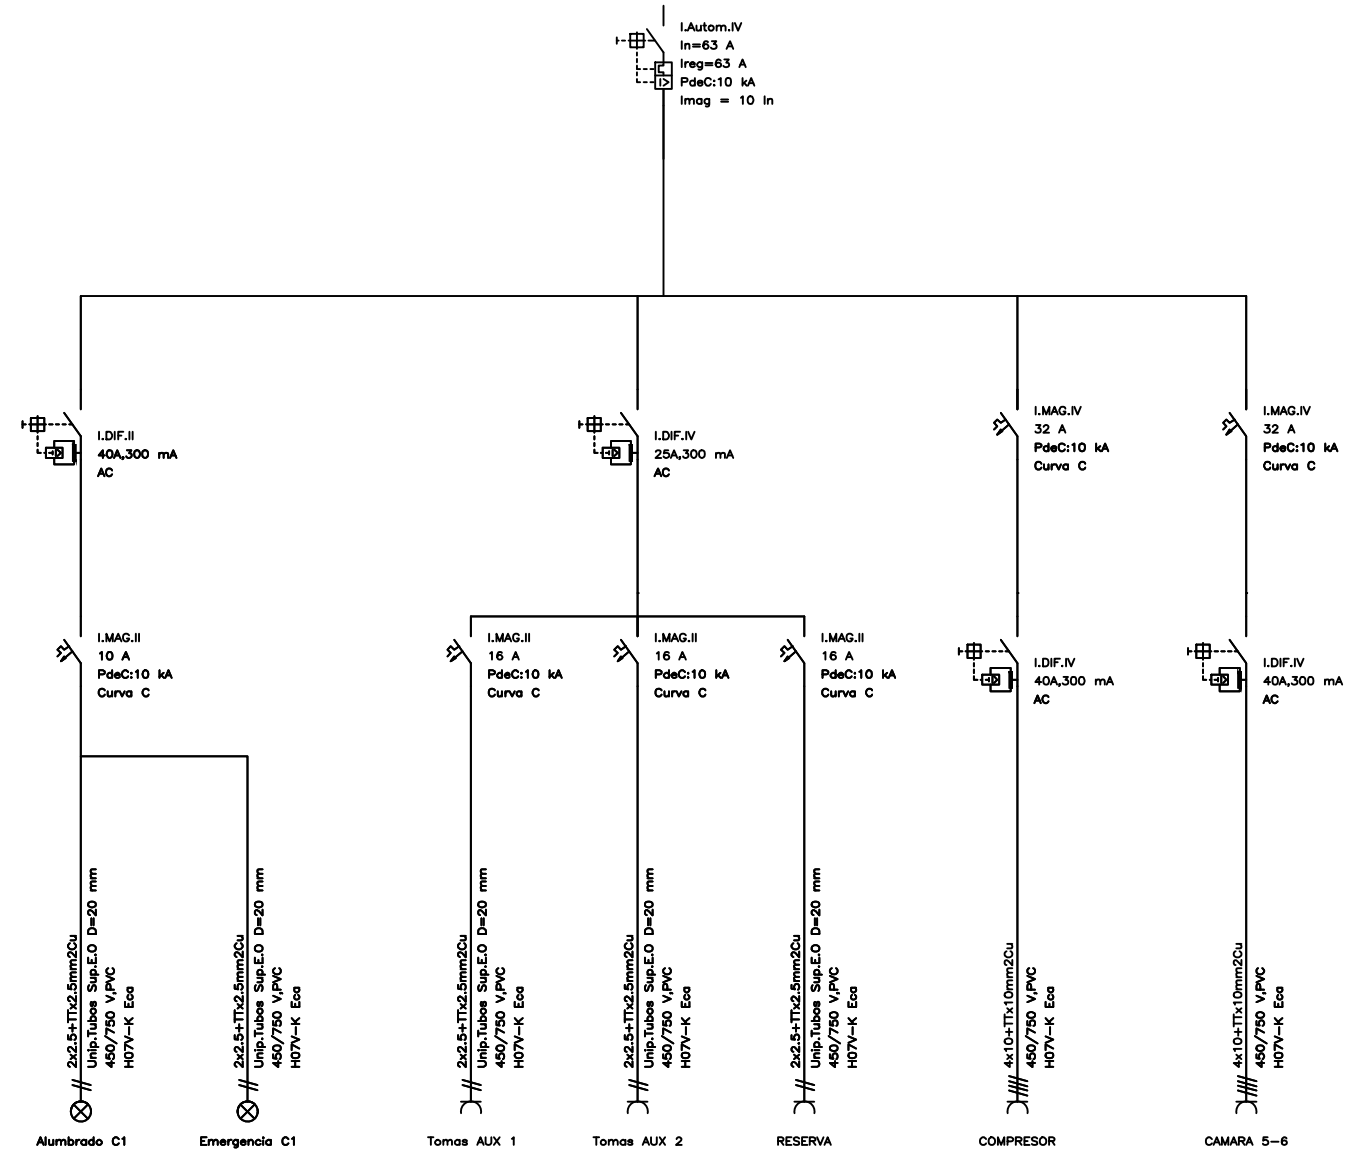 I.Autom.IV
In=63 A
Ireg=63 A
PdeC:10 kA
Imag = 10 In
I.DIF.II
40A,300 mA
AC
I.DIF.IV
25A,300 mA
AC
I.MAG.IV
32 A
PdeC:10 kA
Curva C
I.MAG.IV
32 A
PdeC:10 kA
Curva C
I.MAG.II
10 A
PdeC:10 kA
Curva C
I.MAG.II
16 A
PdeC:10 kA
Curva C
I.MAG.II
16 A
PdeC:10 kA
Curva C
I.MAG.II
16 A
PdeC:10 kA
Curva C
I.DIF.IV
40A,300 mA
AC
I.DIF.IV
40A,300 mA
AC
2x2.5+TTx2.5mm2Cu
Unip.Tubos Sup.E.O D=20 mm
450/750 V,PVC
H07V-K Eca
2x2.5+TTx2.5mm2Cu
Unip.Tubos Sup.E.O D=20 mm
450/750 V,PVC
H07V-K Eca
2x2.5+TTx2.5mm2Cu
Unip.Tubos Sup.E.O D=20 mm
450/750 V,PVC
H07V-K Eca
2x2.5+TTx2.5mm2Cu
Unip.Tubos Sup.E.O D=20 mm
450/750 V,PVC
H07V-K Eca
2x2.5+TTx2.5mm2Cu
Unip.Tubos Sup.E.O D=20 mm
450/750 V,PVC
H07V-K Eca
4x10+TTx10mm2Cu
450/750 V,PVC
H07V-K Eca
4x10+TTx10mm2Cu
450/750 V,PVC
H07V-K Eca
Alumbrado C1
Emergencia C1
Tomas AUX 1
Tomas AUX 2
RESERVA
COMPRESOR
CAMARA 5-6